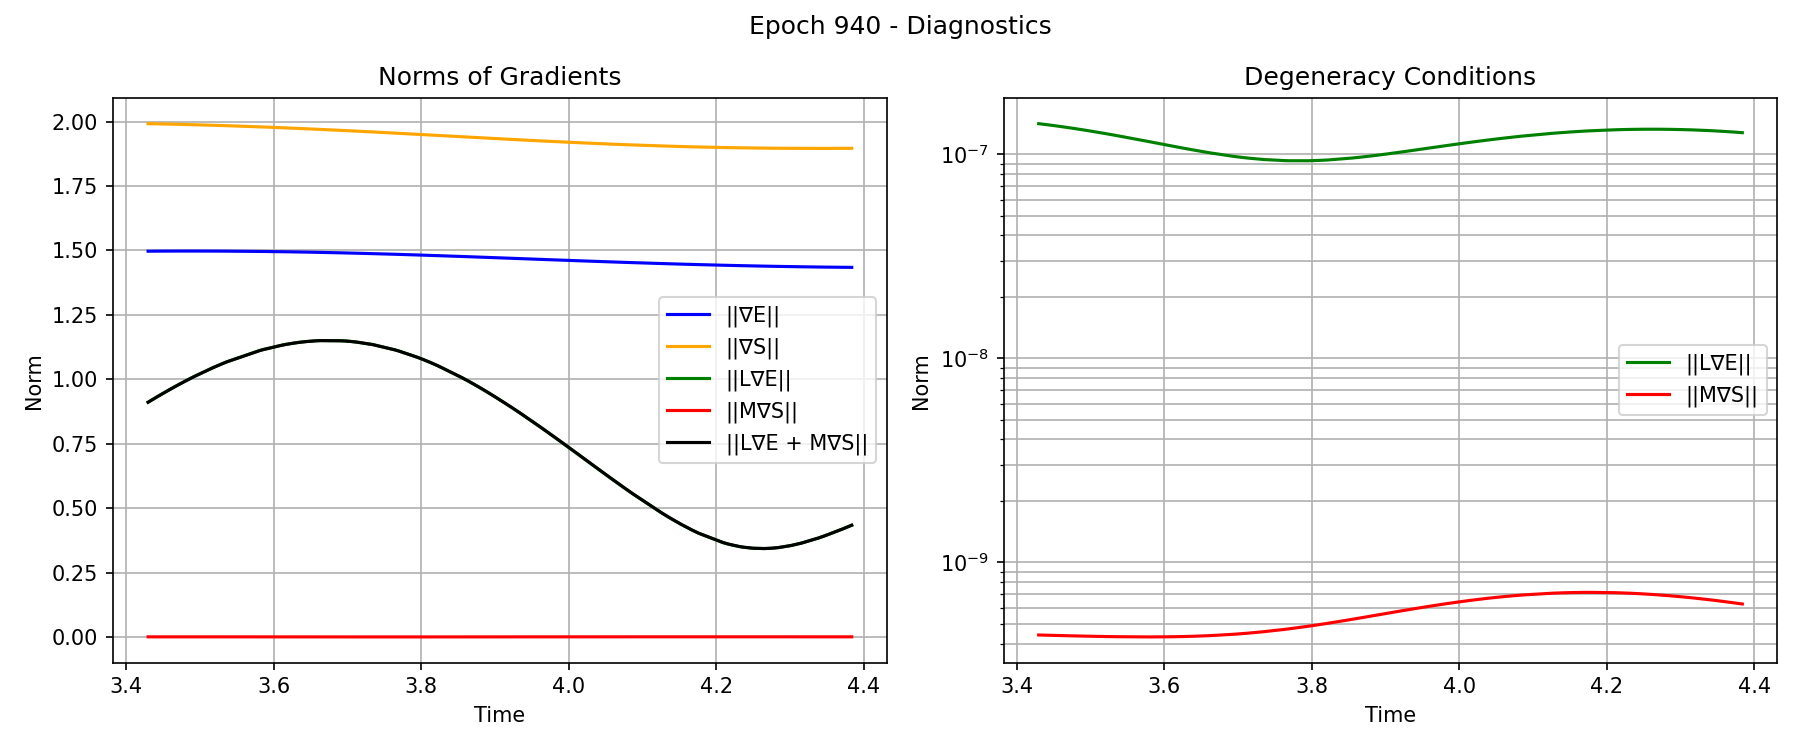 Epoch 940 - Diagnostics
Norms of Gradients
Norm
2.00
1.75
1.50
1.25
1.00
0.75
0.50
0.25
0.00
||∇E||
||∇S||
||L∇E||
||M∇S||
||L∇E + M∇S||
3.4 3.6 3.8 4.0 4.2 4.4
Time
Degeneracy Conditions
Norm
10⁻⁷
10⁻⁸
10⁻⁹
||L∇E||
||M∇S||
3.4 3.6 3.8 4.0 4.2 4.4
Time